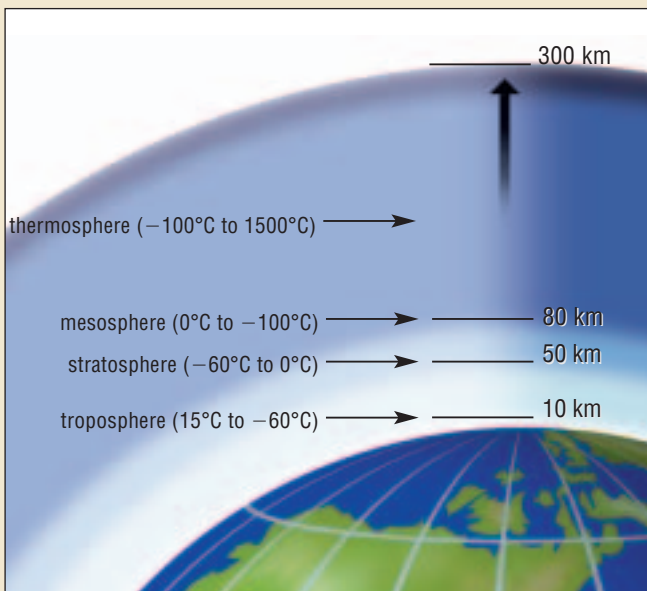 300 km
thermosphere (−100°C to 1500°C)
mesosphere (0°C to −100°C)
80 km
stratosphere (−60°C to 0°C)
50 km
troposphere (15°C to −60°C)
10 km